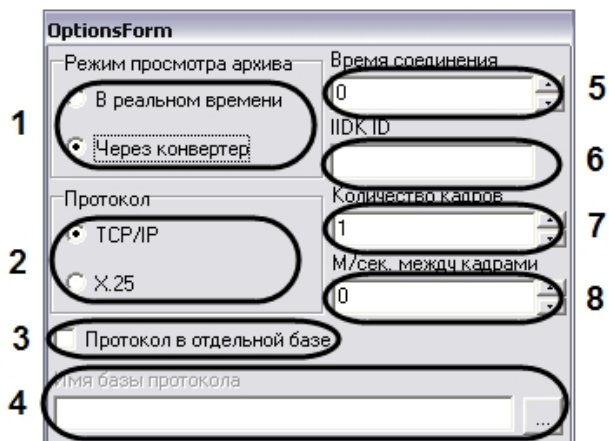 OptionsForm
Режим просмотра архива
В реальном времени
Через конвертер
1
Время соединения
0
5
IIDK ID
6
Протокол
TCP/IP
X.25
2
Количество кадров
1
7
М/сек. между кадрами
0
8
3
Протокол в отдельной базе
4
Имя базы протокола
...